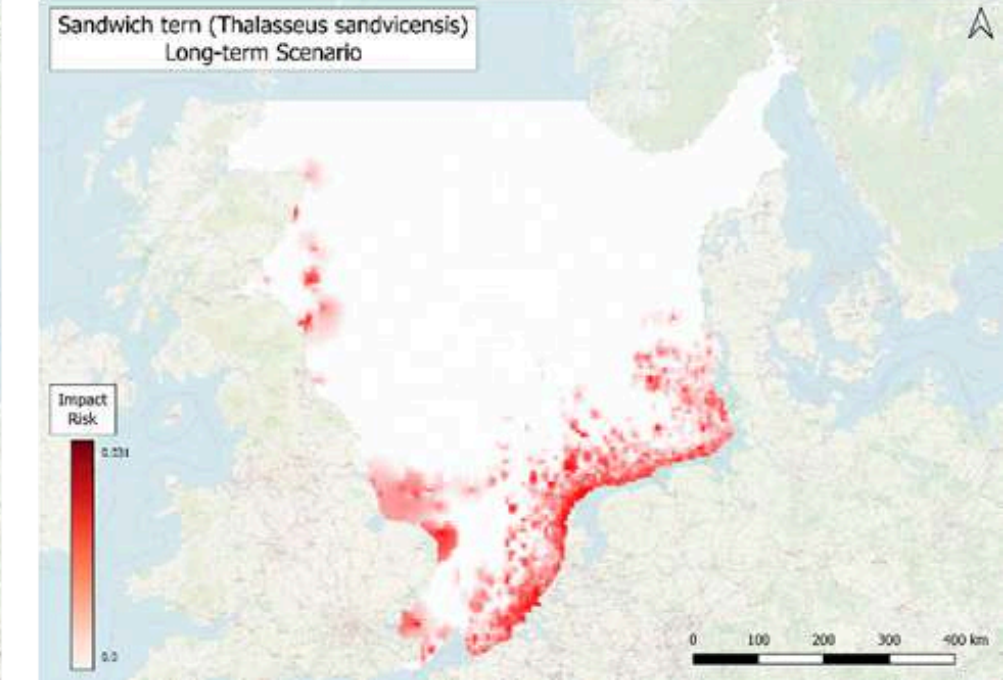 Sandwich tern (Thalasseus sandvicensis)
Long-term Scenario
Impact
Risk
0.0
0 100 200 300 400 km